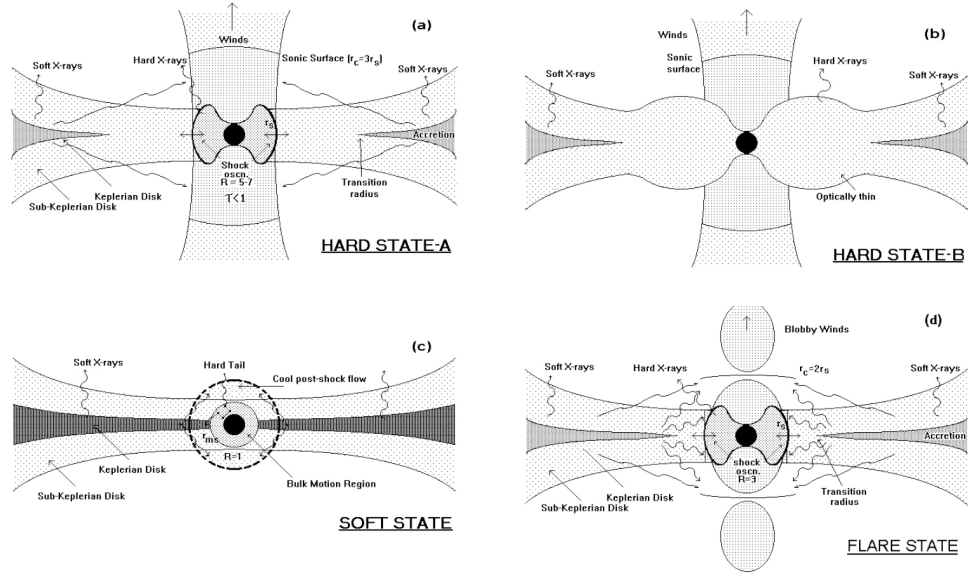 (a)
Winds
Hard X-rays
Sonic Surface (r_c=3r_s)
Soft X-rays
Soft X-rays
r_s
Accretion
Shock
oscn.
R = 5-7
τ<1
Transition
radius
Keplerian Disk
Sub-Keplerian Disk
HARD STATE-A
(b)
Winds
Sonic
surface
Hard X-rays
Soft X-rays
Soft X-rays
Optically thin
HARD STATE-B
(c)
Hard Tail
Soft X-rays
Soft X-rays
Cool post-shock flow
r_ms
R=1
Keplerian Disk
Bulk Motion Region
Sub-Keplerian Disk
SOFT STATE
(d)
Blobby Winds
Soft X-rays
Hard X-rays
r_c=2r_s
Soft X-rays
r_s
Accretion
shock
oscn.
R=3
Keplerian Disk
Sub-Keplerian Disk
Transition
radius
FLARE STATE